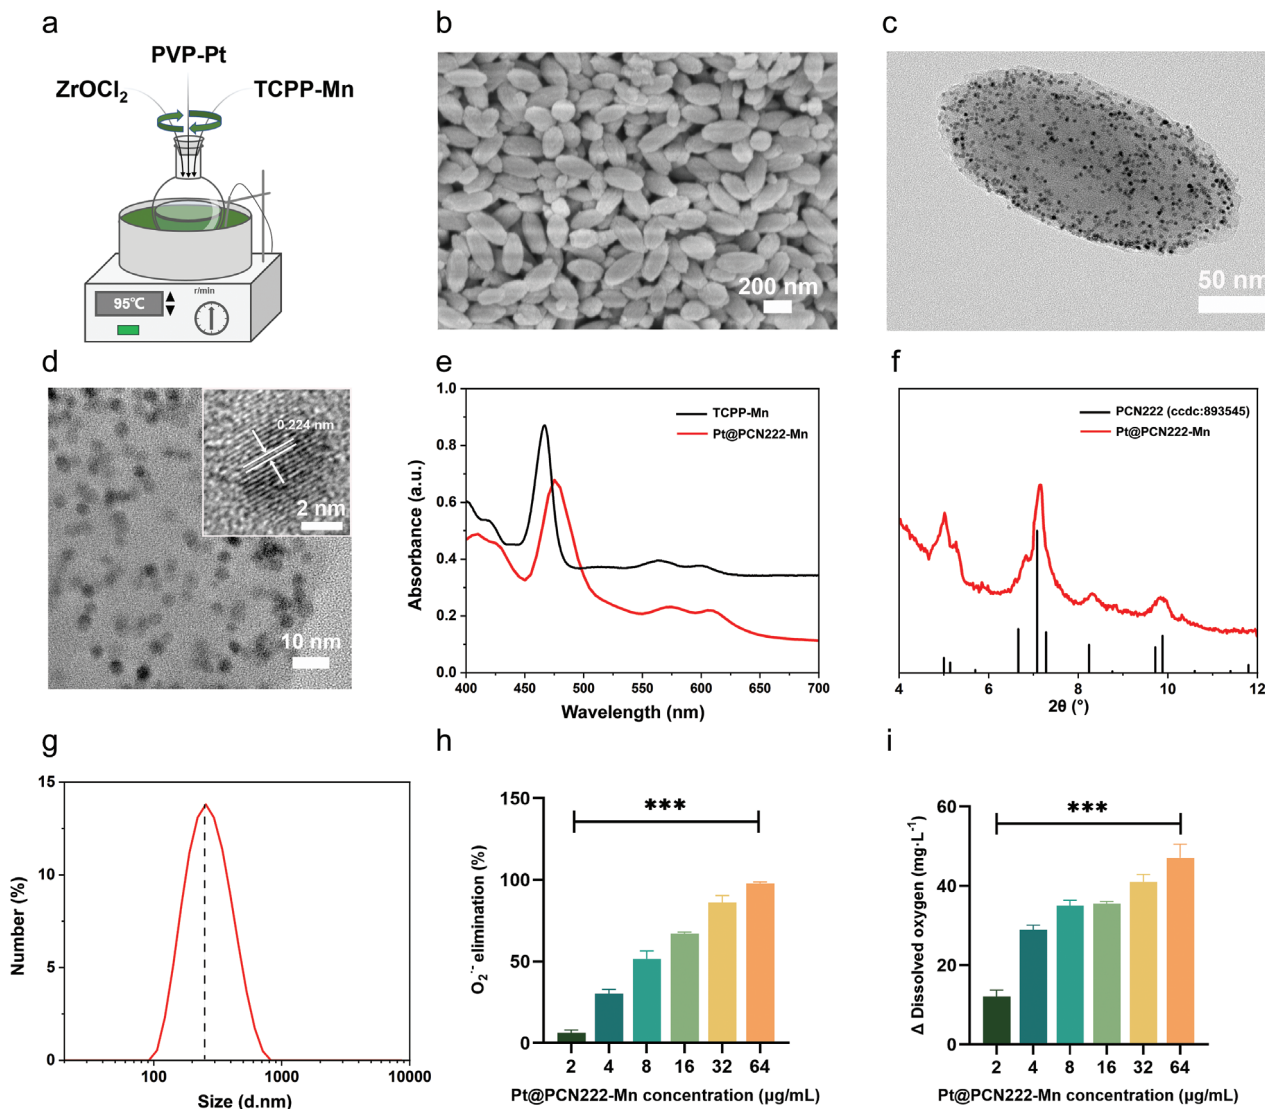 a
PVP-Pt
ZrOCl₂
TCPP-Mn
r/min
95℃
b
200 nm
c
50 nm
d
0.224 nm
2 nm
10 nm
e
1.0
0.8
0.6
0.4
0.2
0.0
Absorbance (a.u.)
TCPP-Mn
Pt@PCN222-Mn
400 450 500 550 600 650 700
Wavelength (nm)
f
PCN222 (ccdc:893545)
Pt@PCN222-Mn
4 6 8 10 12
2θ (°)
g
15
10
5
0
Number (%)
100 1000 10000
Size (d.nm)
h
150
100
50
0
O₂·⁻ elimination (%)
***
2 4 8 16 32 64
Pt@PCN222-Mn concentration (μg/mL)
i
60
40
20
0
Δ Dissolved oxygen (mg·L⁻¹)
***
2 4 8 16 32 64
Pt@PCN222-Mn concentration (μg/mL)